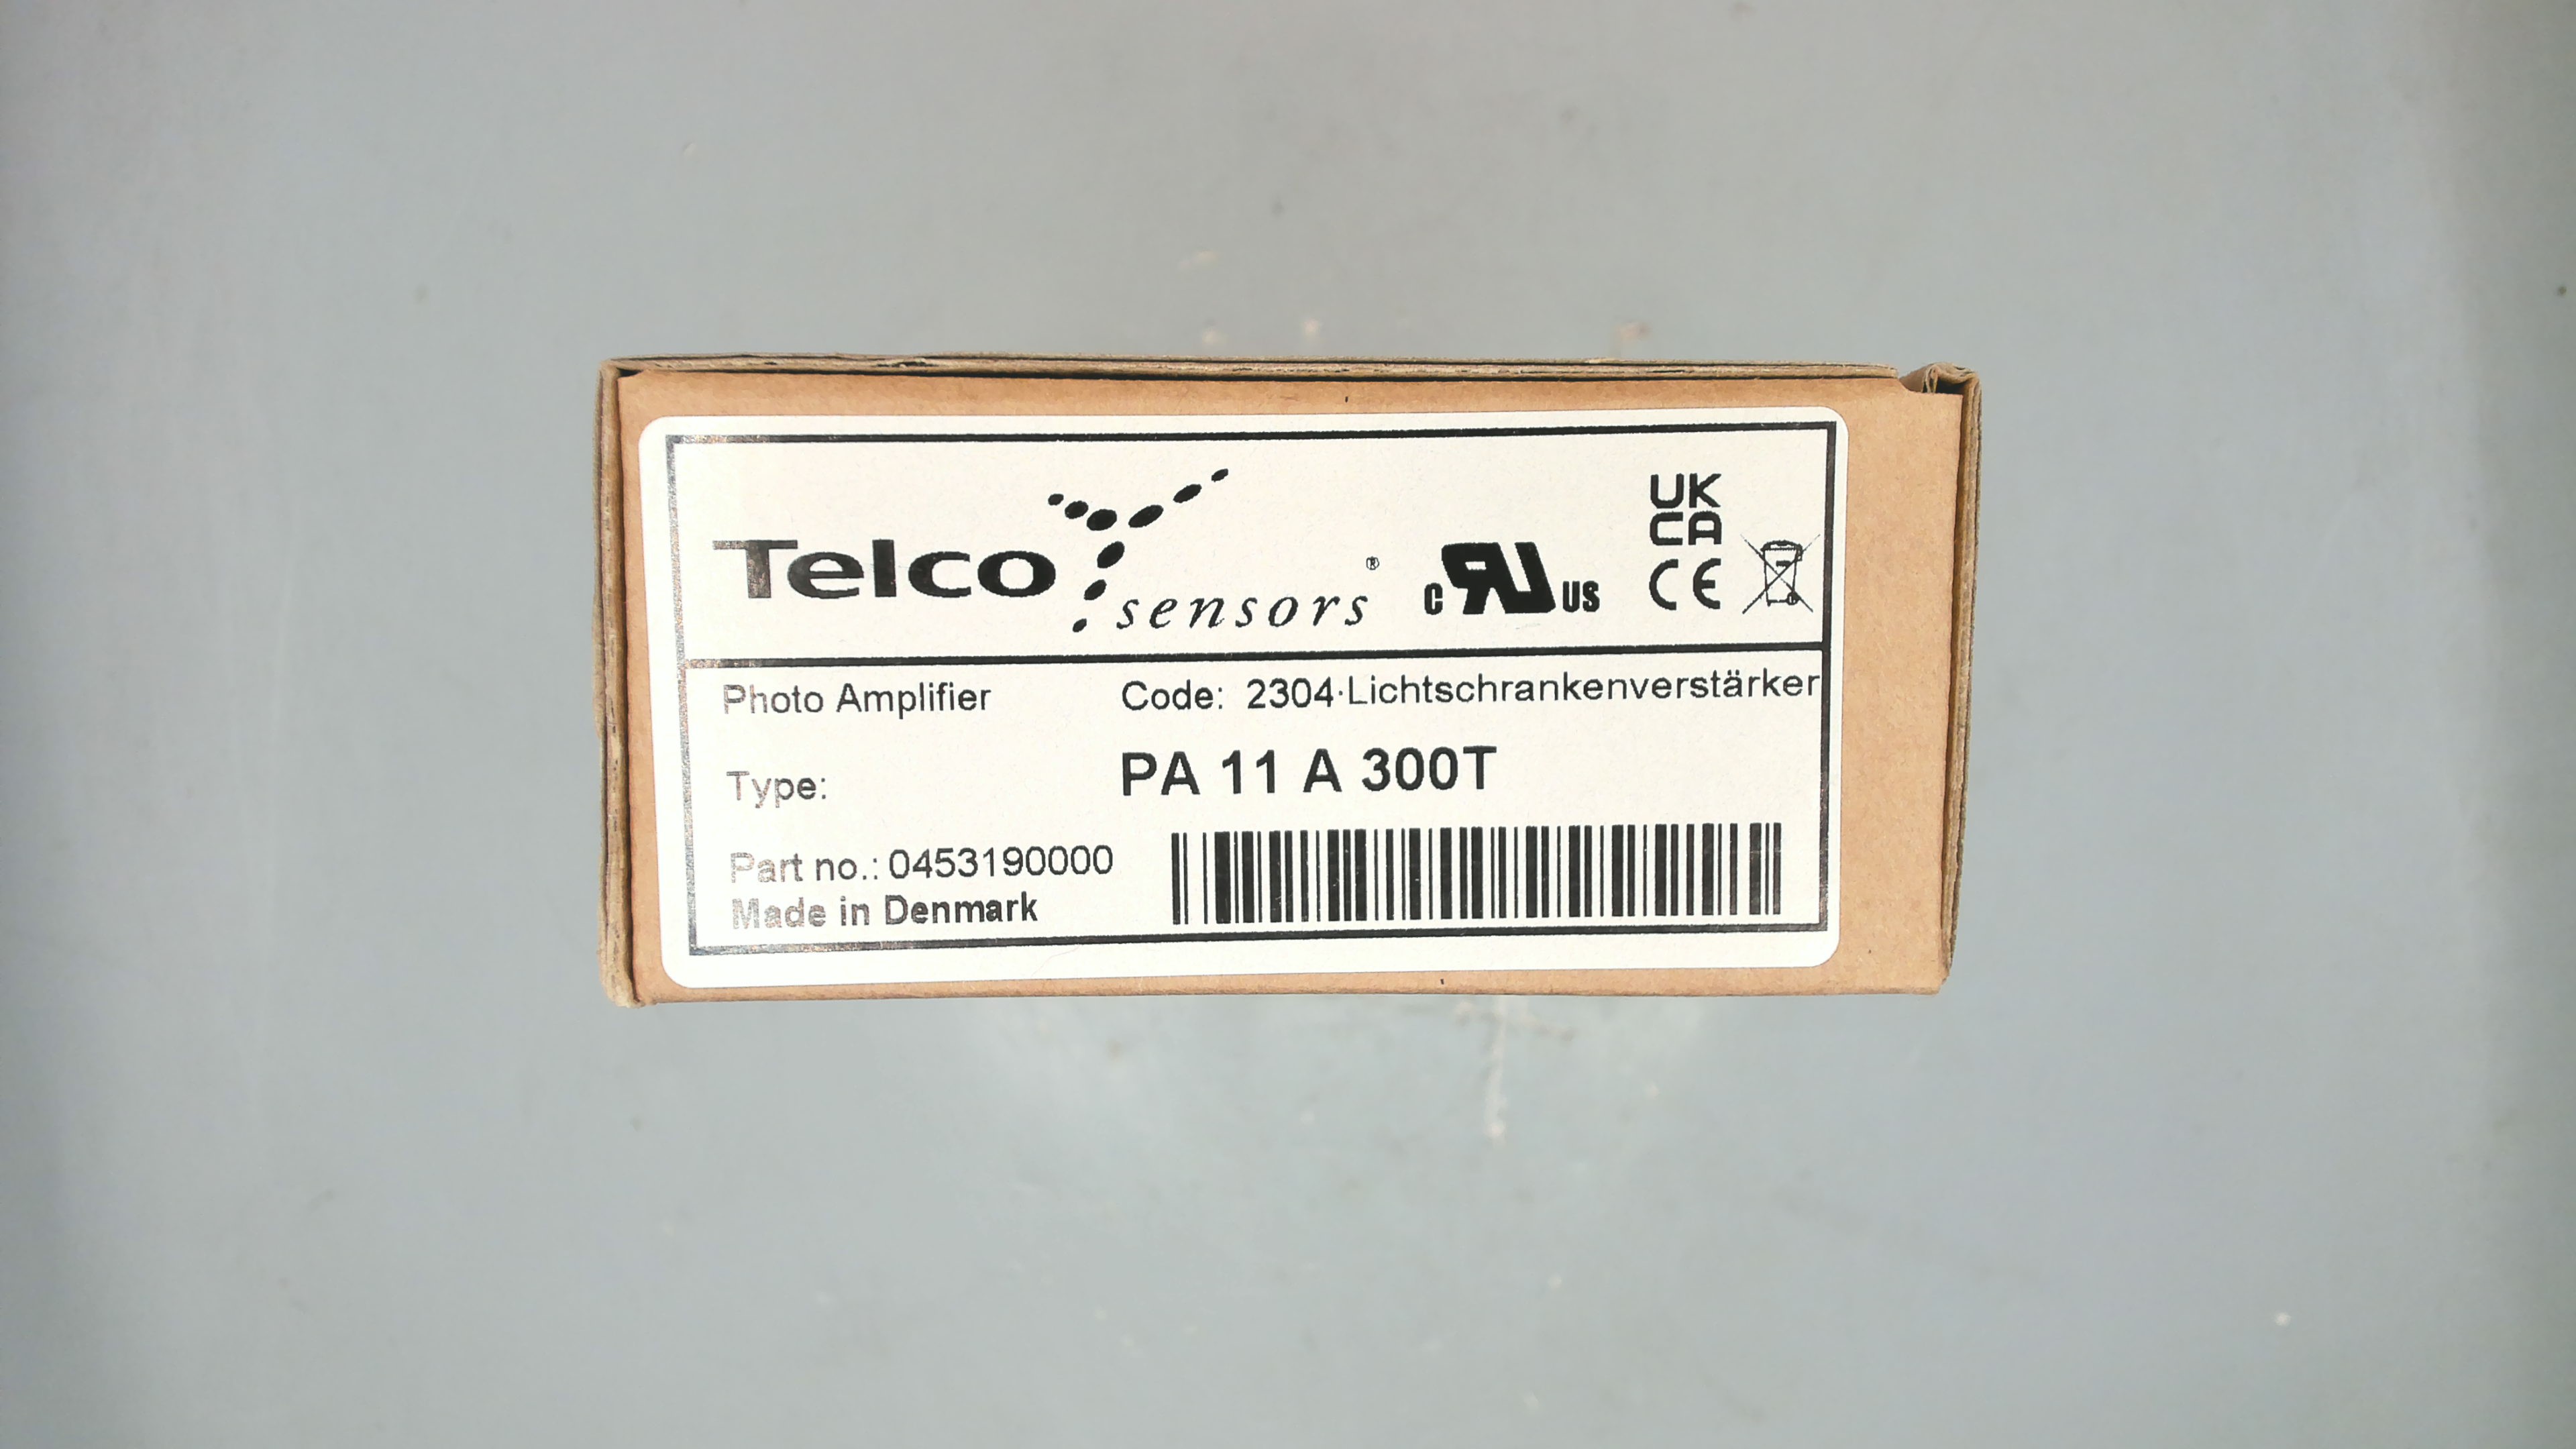 Telco sensors®
c RU us
UK
CA
CE
Photo Amplifier Code: 2304·Lichtschrankenverstärker
Type: PA 11 A 300T
Part no.: 0453190000
Made in Denmark